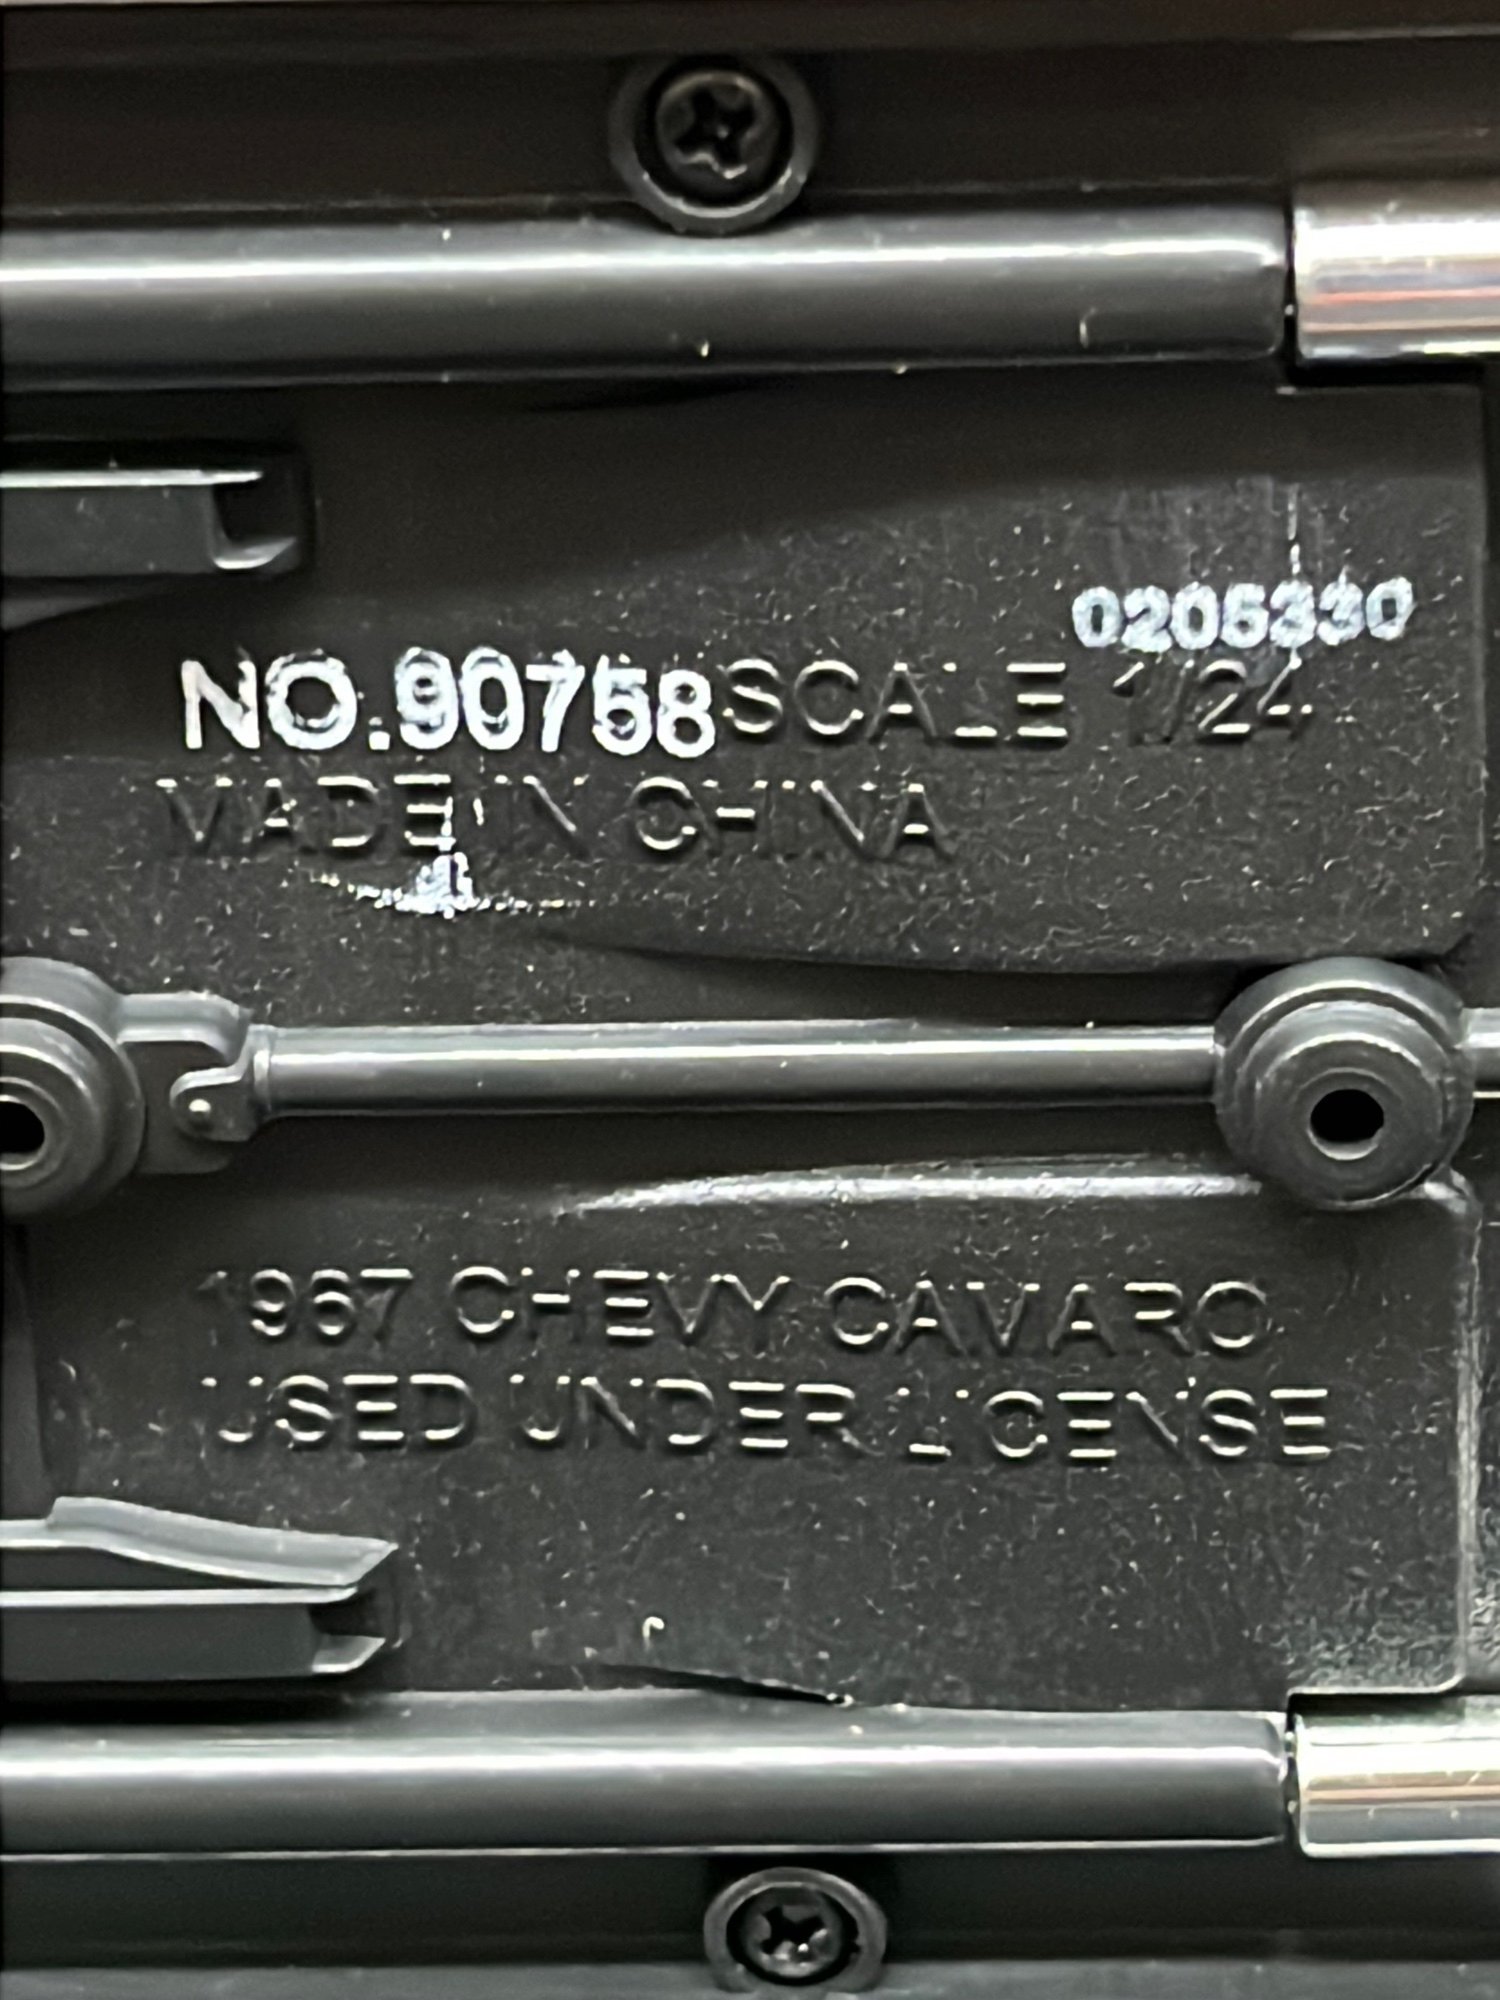 0205330
NO.90758 SCALE 1/24
MADE IN CHINA
1967 CHEVY CAMARO
USED UNDER LICENSE